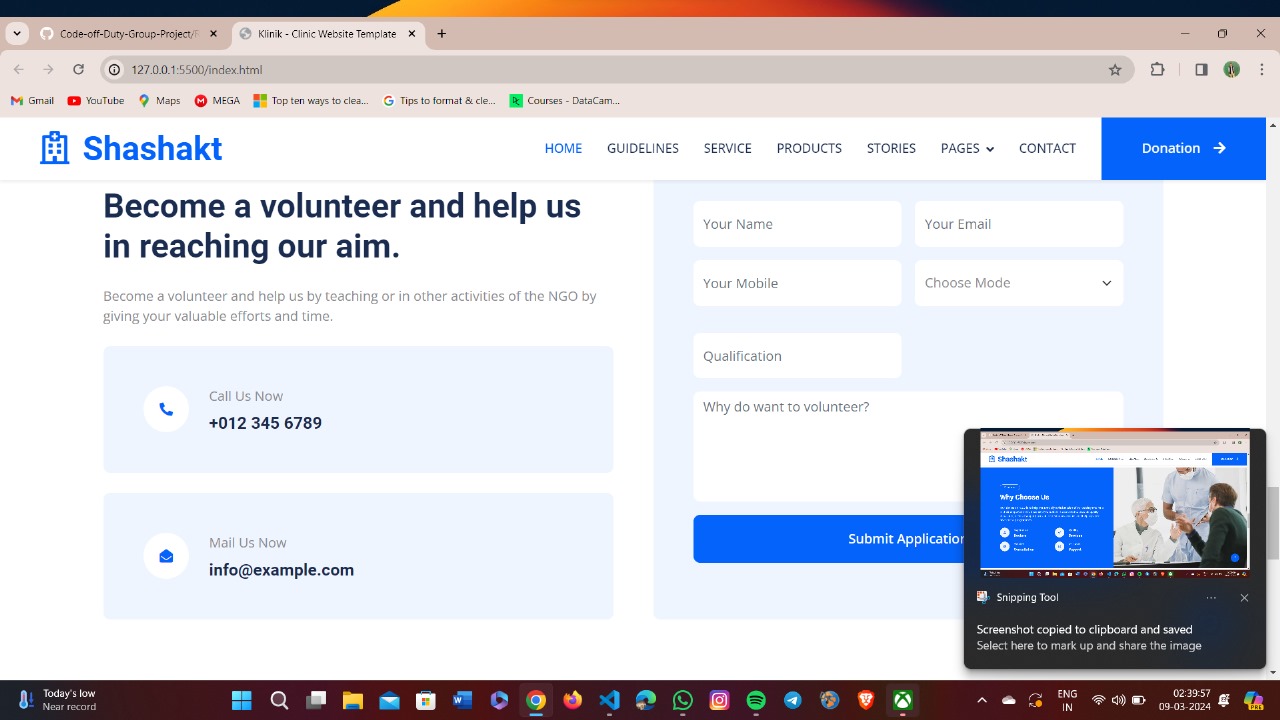 Code-off-Duty-Group-Project/
Klinik - Clinic Website Template
127.0.0.1:5500/index.html
Gmail
YouTube
Maps
MEGA
Top ten ways to clea...
Tips to format & cle...
Courses - DataCam...
Shashakt
HOME
GUIDELINES
SERVICE
PRODUCTS
STORIES
PAGES
CONTACT
Donation
Become a volunteer and help us
in reaching our aim.
Become a volunteer and help us by teaching or in other activities of the NGO by
giving your valuable efforts and time.
Call Us Now
+012 345 6789
Mail Us Now
info@example.com
Your Name
Your Email
Your Mobile
Choose Mode
Qualification
Why do want to volunteer?
Submit Application
Shashakt
Why Choose Us
Snipping Tool
Screenshot copied to clipboard and saved
Select here to mark up and share the image
Today's low
Near record
ENG
IN
02:39:57
09-03-2024
PRE